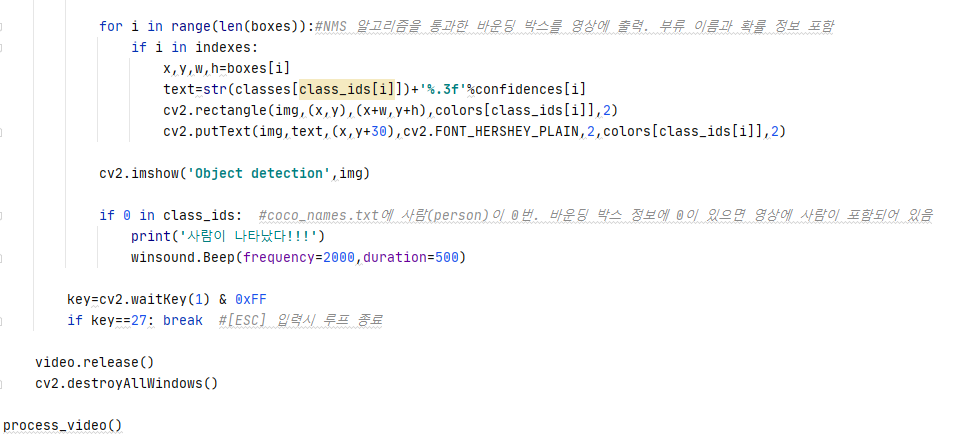 for i in range(len(boxes)):#NMS 알고리즘을 통과한 바운딩 박스를 영상에 출력. 부류 이름과 확률 정보 포함
if i in indexes:
x,y,w,h=boxes[i]
text=str(classes[class_ids[i]])+'%.3f'%confidences[i]
cv2.rectangle(img,(x,y),(x+w,y+h),colors[class_ids[i]],2)
cv2.putText(img,text,(x,y+30),cv2.FONT_HERSHEY_PLAIN,2,colors[class_ids[i]],2)
cv2.imshow('Object detection',img)
if 0 in class_ids:  #coco_names.txt에 사람(person)이 0번. 바운딩 박스 정보에 0이 있으면 영상에 사람이 포함되어 있음
print('사람이 나타났다!!!')
winsound.Beep(frequency=2000,duration=500)
key=cv2.waitKey(1) & 0xFF
if key==27: break  #[ESC] 입력시 루프 종료
video.release()
cv2.destroyAllWindows()
process_video()